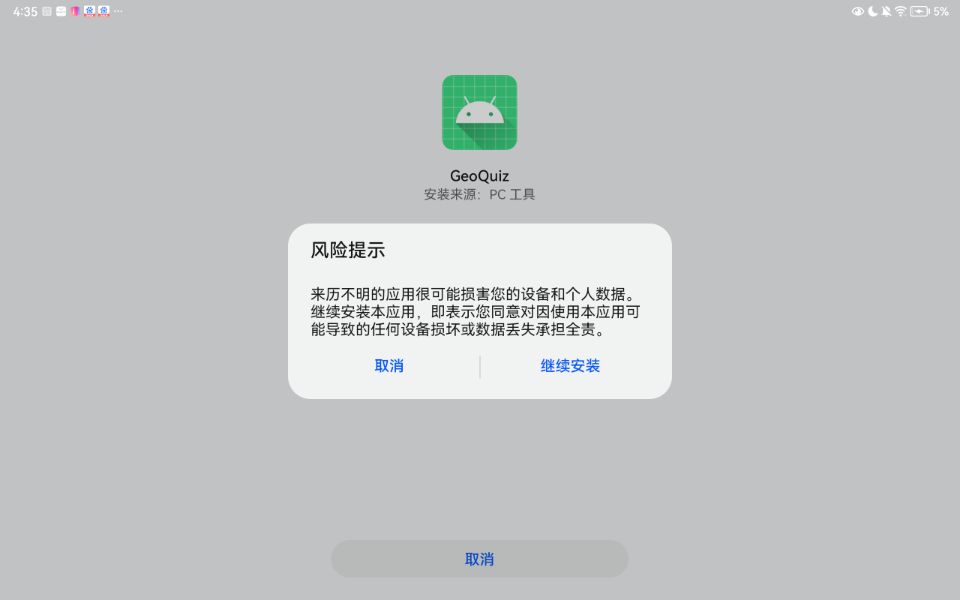 4:35
5%
GeoQuiz
安装来源：PC 工具
风险提示
来历不明的应用很可能损害您的设备和个人数据。
继续安装本应用，即表示您同意对因使用本应用可
能导致的任何设备损坏或数据丢失承担全责。
取消
继续安装
取消